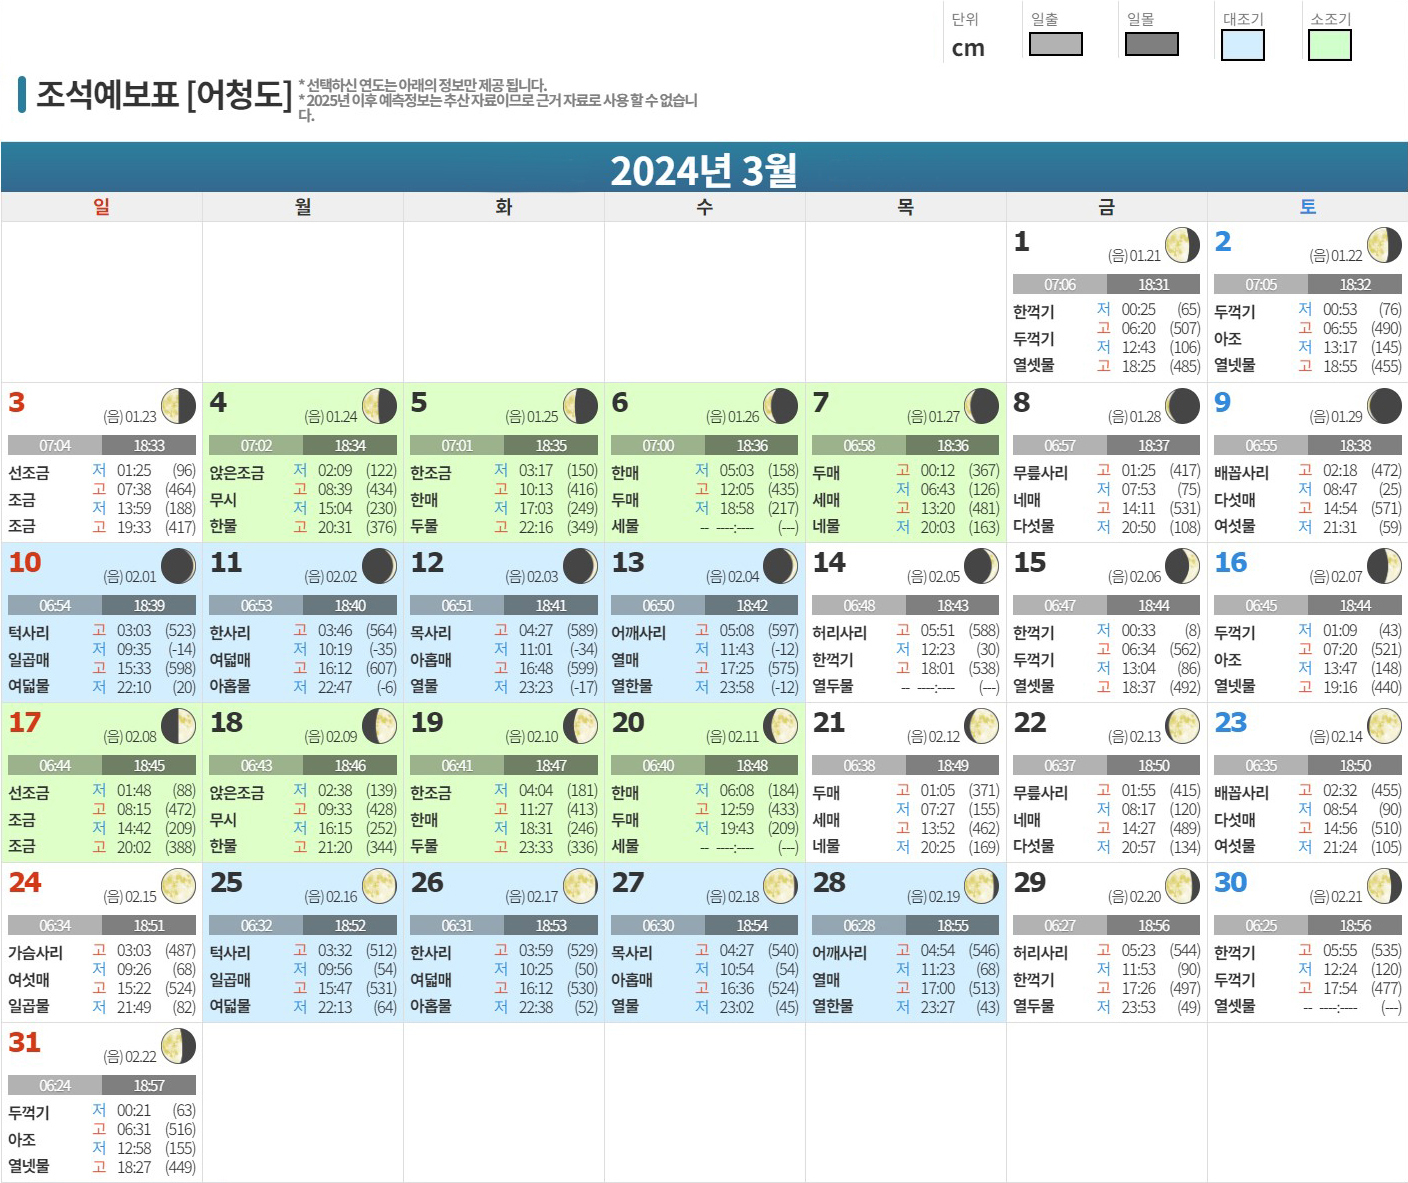 단위 일출 일몰 대조기 소조기
cm
조석예보표 [어청도]
* 선택하신 연도는 아래의 정보만 제공 됩니다.
* 2025년 이후 예측정보는 추산 자료이므로 근거 자료로 사용 할 수 없습니
다.
2024년 3월
일 월 화 수 목 금 토
1 (음) 01.21
07:06 18:31
한꺽기
두꺽기
열셋물
저 00:25 (65)
고 06:20 (507)
저 12:43 (106)
고 18:25 (485)
2 (음) 01.22
07:05 18:32
두꺽기
아조
열넷물
저 00:53 (76)
고 06:55 (490)
저 13:17 (145)
고 18:55 (455)
3 (음) 01.23
07:04 18:33
선조금
조금
조금
저 01:25 (96)
고 07:38 (464)
저 13:59 (188)
고 19:33 (417)
4 (음) 01.24
07:02 18:34
앉은조금
무시
한물
저 02:09 (122)
고 08:39 (434)
저 15:04 (230)
고 20:31 (376)
5 (음) 01.25
07:01 18:35
한조금
한매
두물
저 03:17 (150)
고 10:13 (416)
저 17:03 (249)
고 22:16 (349)
6 (음) 01.26
07:00 18:36
한매
두매
세물
저 05:03 (158)
고 12:05 (435)
저 18:58 (217)
-- ----:---- (---)
7 (음) 01.27
06:58 18:36
두매
세매
네물
고 00:12 (367)
저 06:43 (126)
고 13:20 (481)
저 20:03 (163)
8 (음) 01.28
06:57 18:37
무릎사리
네매
다섯물
고 01:25 (417)
저 07:53 (75)
고 14:11 (531)
저 20:50 (108)
9 (음) 01.29
06:55 18:38
배꼽사리
다섯매
여섯물
고 02:18 (472)
저 08:47 (25)
고 14:54 (571)
저 21:31 (59)
10 (음) 02.01
06:54 18:39
턱사리
일곱매
여덟물
고 03:03 (523)
저 09:35 (-14)
고 15:33 (598)
저 22:10 (20)
11 (음) 02.02
06:53 18:40
한사리
여덟매
아홉물
고 03:46 (564)
저 10:19 (-35)
고 16:12 (607)
저 22:47 (-6)
12 (음) 02.03
06:51 18:41
목사리
아홉매
열물
고 04:27 (589)
저 11:01 (-34)
고 16:48 (599)
저 23:23 (-17)
13 (음) 02.04
06:50 18:42
어깨사리
열매
열한물
고 05:08 (597)
저 11:43 (-12)
고 17:25 (575)
저 23:58 (-12)
14 (음) 02.05
06:48 18:43
허리사리
한꺽기
열두물
고 05:51 (588)
저 12:23 (30)
고 18:01 (538)
-- ----:---- (---)
15 (음) 02.06
06:47 18:44
한꺽기
두꺽기
열셋물
저 00:33 (8)
고 06:34 (562)
저 13:04 (86)
고 18:37 (492)
16 (음) 02.07
06:45 18:44
두꺽기
아조
열넷물
저 01:09 (43)
고 07:20 (521)
저 13:47 (148)
고 19:16 (440)
17 (음) 02.08
06:44 18:45
선조금
조금
조금
저 01:48 (88)
고 08:15 (472)
저 14:42 (209)
고 20:02 (388)
18 (음) 02.09
06:43 18:46
앉은조금
무시
한물
저 02:38 (139)
고 09:33 (428)
저 16:15 (252)
고 21:20 (344)
19 (음) 02.10
06:41 18:47
한조금
한매
두물
저 04:04 (181)
고 11:27 (413)
저 18:31 (246)
고 23:33 (336)
20 (음) 02.11
06:40 18:48
한매
두매
세물
저 06:08 (184)
고 12:59 (433)
저 19:43 (209)
-- ----:---- (---)
21 (음) 02.12
06:38 18:49
두매
세매
네물
고 01:05 (371)
저 07:27 (155)
고 13:52 (462)
저 20:25 (169)
22 (음) 02.13
06:37 18:50
무릎사리
네매
다섯물
고 01:55 (415)
저 08:17 (120)
고 14:27 (489)
저 20:57 (134)
23 (음) 02.14
06:35 18:50
배꼽사리
다섯매
여섯물
고 02:32 (455)
저 08:54 (90)
고 14:56 (510)
저 21:24 (105)
24 (음) 02.15
06:34 18:51
가슴사리
여섯매
일곱물
고 03:03 (487)
저 09:26 (68)
고 15:22 (524)
저 21:49 (82)
25 (음) 02.16
06:32 18:52
턱사리
일곱매
여덟물
고 03:32 (512)
저 09:56 (54)
고 15:47 (531)
저 22:13 (64)
26 (음) 02.17
06:31 18:53
한사리
여덟매
아홉물
고 03:59 (529)
저 10:25 (50)
고 16:12 (530)
저 22:38 (52)
27 (음) 02.18
06:30 18:54
목사리
아홉매
열물
고 04:27 (540)
저 10:54 (54)
고 16:36 (524)
저 23:02 (45)
28 (음) 02.19
06:28 18:55
어깨사리
열매
열한물
고 04:54 (546)
저 11:23 (68)
고 17:00 (513)
저 23:27 (43)
29 (음) 02.20
06:27 18:56
허리사리
한꺽기
열두물
고 05:23 (544)
저 11:53 (90)
고 17:26 (497)
저 23:53 (49)
30 (음) 02.21
06:25 18:56
한꺽기
두꺽기
열셋물
고 05:55 (535)
저 12:24 (120)
고 17:54 (477)
-- ----:---- (---)
31 (음) 02.22
06:24 18:57
두꺽기
아조
열넷물
저 00:21 (63)
고 06:31 (516)
저 12:58 (155)
고 18:27 (449)